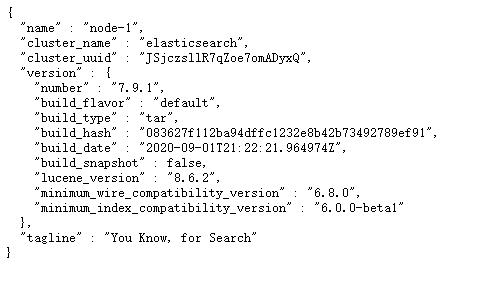 {
"name" : "node-1",
"cluster_name" : "elasticsearch",
"cluster_uuid" : "JSjczsllR7qZoe7omADyxQ",
"version" : {
"number" : "7.9.1",
"build_flavor" : "default",
"build_type" : "tar",
"build_hash" : "083627f112ba94dffc1232e8b42b73492789ef91",
"build_date" : "2020-09-01T21:22:21.964974Z",
"build_snapshot" : false,
"lucene_version" : "8.6.2",
"minimum_wire_compatibility_version" : "6.8.0",
"minimum_index_compatibility_version" : "6.0.0-beta1"
},
"tagline" : "You Know, for Search"
}